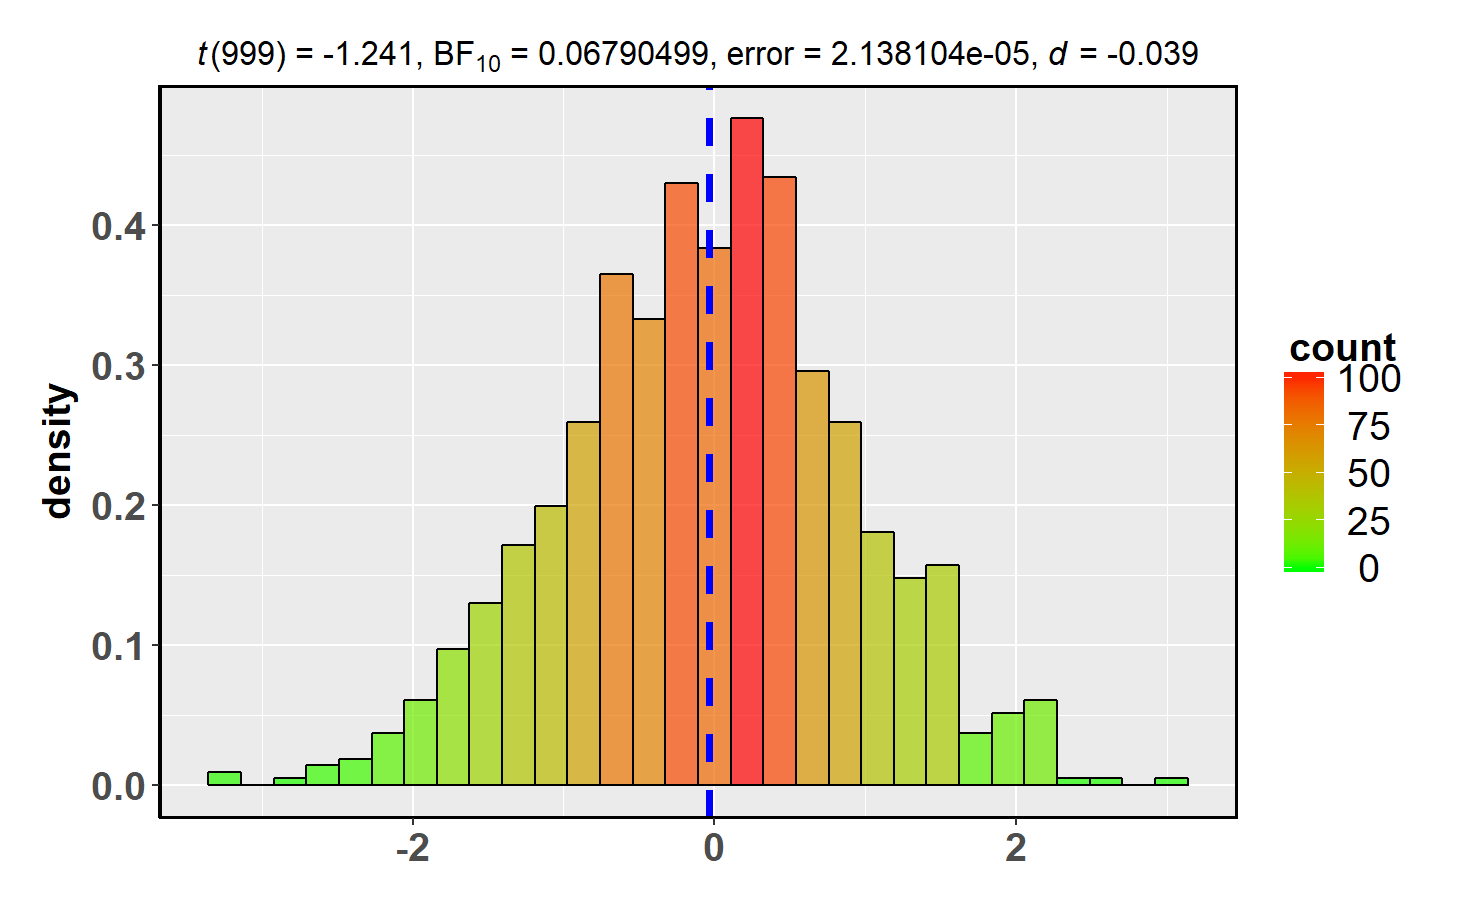 t(999) = -1.241, BF10 = 0.06790499, error = 2.138104e-05, d = -0.039
density
0.4
0.3
0.2
0.1
0.0
-2 0 2
count
100
75
50
25
0